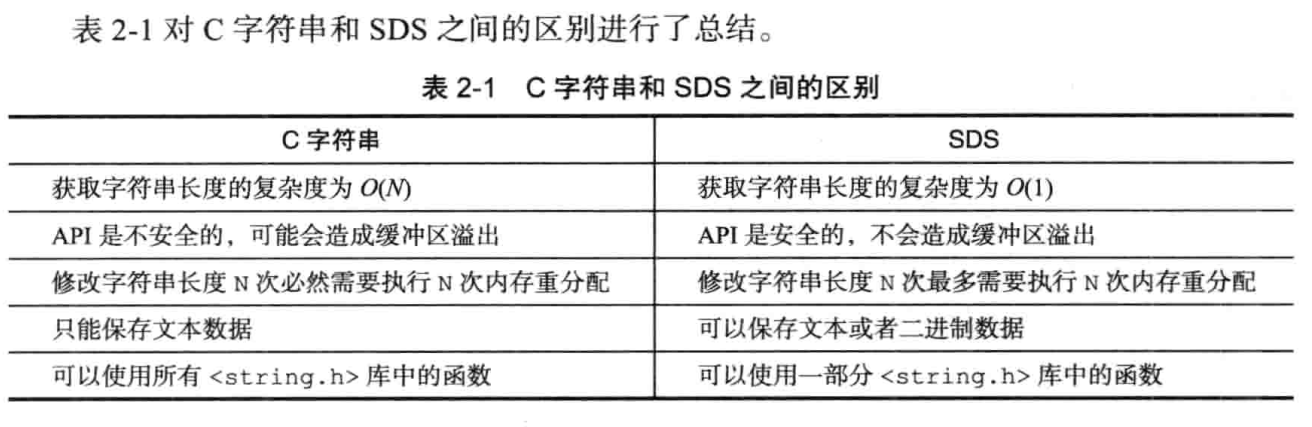 表 2-1 对 C 字符串和 SDS 之间的区别进行了总结。
表 2-1 C 字符串和 SDS 之间的区别
C 字符串 SDS
获取字符串长度的复杂度为 O(N) 获取字符串长度的复杂度为 O(1)
API 是不安全的，可能会造成缓冲区溢出 API 是安全的，不会造成缓冲区溢出
修改字符串长度 N 次必然需要执行 N 次内存重分配 修改字符串长度 N 次最多需要执行 N 次内存重分配
只能保存文本数据 可以保存文本或者二进制数据
可以使用所有 <string.h> 库中的函数 可以使用一部分 <string.h> 库中的函数